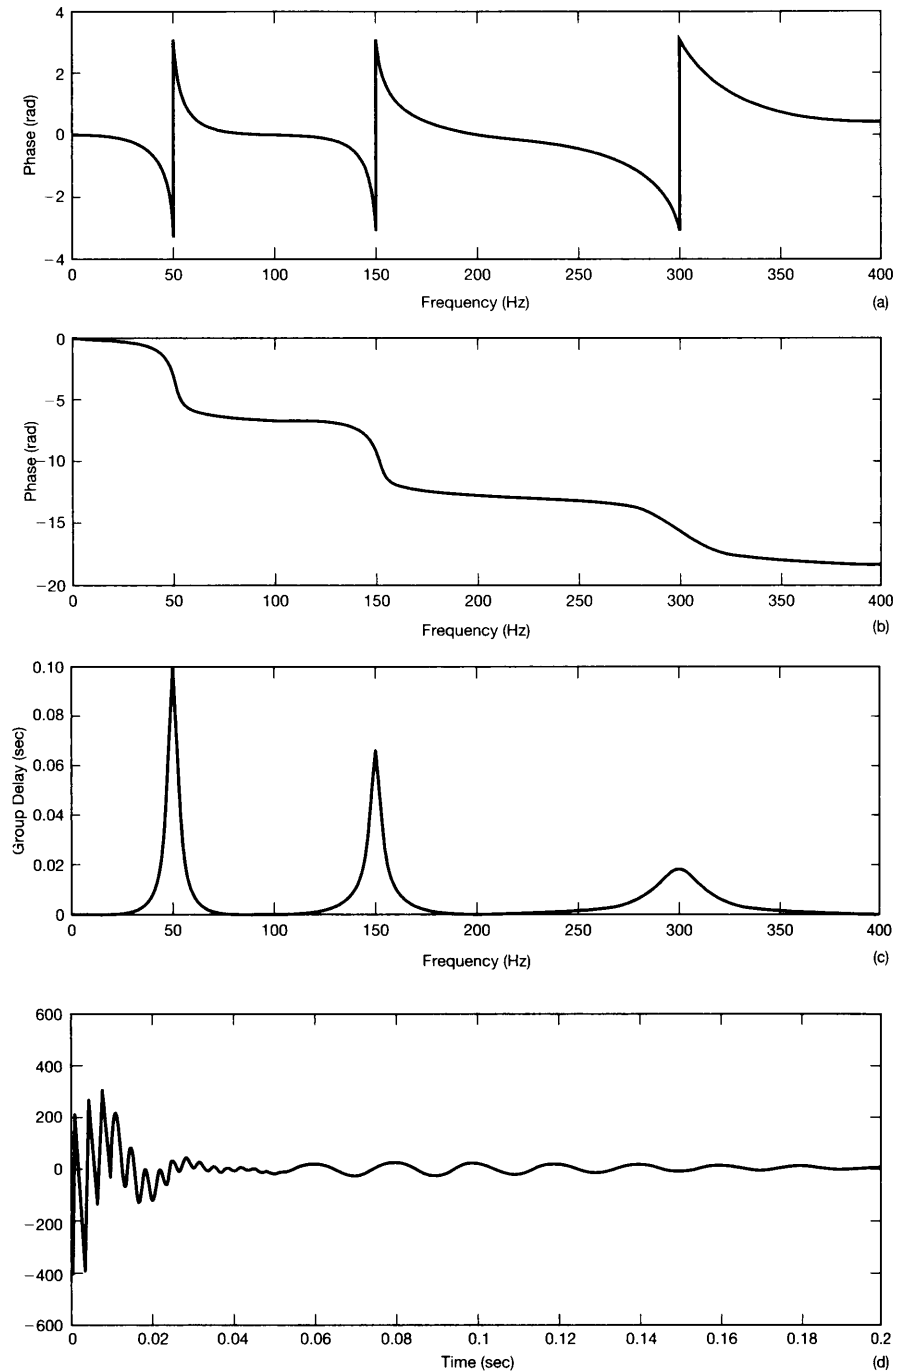 4
2
0
−2
−4
Phase (rad)
0 50 100 150 200 250 300 350 400
Frequency (Hz)
(a)
0
−5
−10
−15
−20
Phase (rad)
0 50 100 150 200 250 300 350 400
Frequency (Hz)
(b)
0.10
0.08
0.06
0.04
0.02
0
Group Delay (sec)
0 50 100 150 200 250 300 350 400
Frequency (Hz)
(c)
600
400
200
0
−200
−400
−600
0 0.02 0.04 0.06 0.08 0.1 0.12 0.14 0.16 0.18 0.2
Time (sec)
(d)